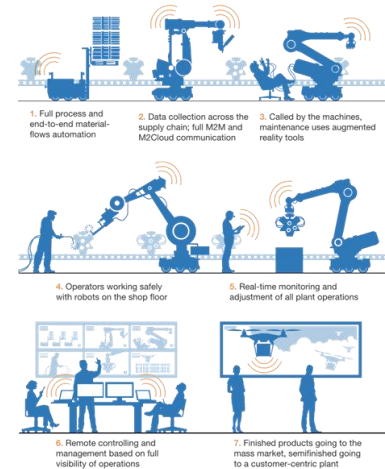 1. Full process and
end-to-end material-
flows automation
2. Data collection across the
supply chain; full M2M and
M2Cloud communication
3. Called by the machines,
maintenance uses augmented
reality tools
4. Operators working safely
with robots on the shop floor
5. Real-time monitoring and
adjustment of all plant operations
6. Remote controlling and
management based on full
visibility of operations
7. Finished products going to the
mass market, semifinished going
to a customer-centric plant